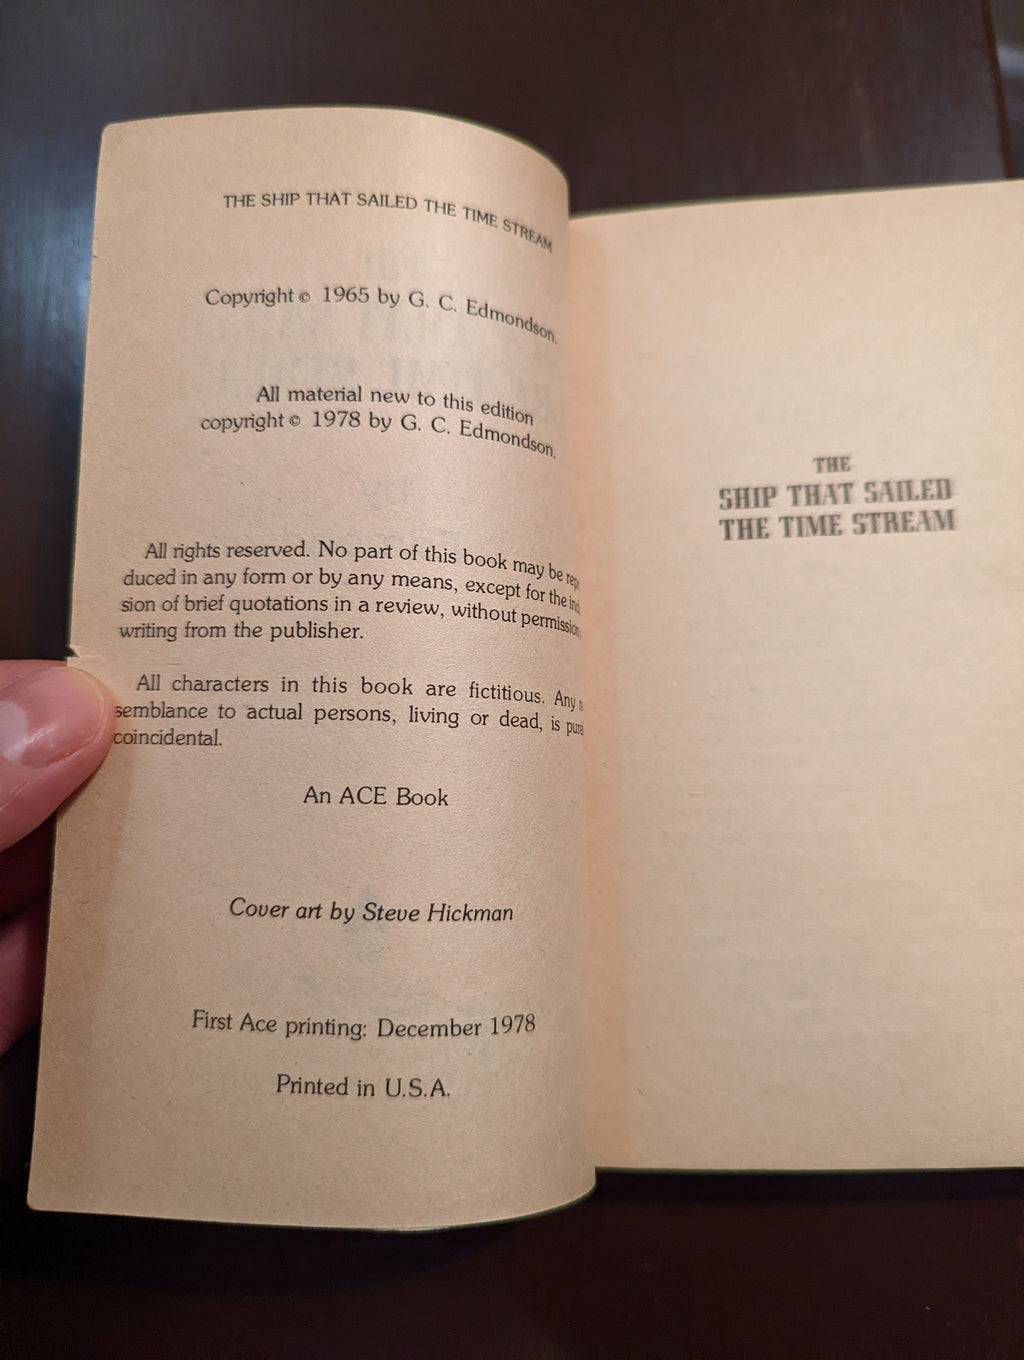 THE SHIP THAT SAILED THE TIME STREAM
Copyright © 1965 by G. C. Edmondson.
All material new to this edition
copyright © 1978 by G. C. Edmondson.
All rights reserved. No part of this book may be
duced in any form or by any means, except for the
sion of brief quotations in a review, without permission
writing from the publisher.
All characters in this book are fictitious. Any
semblance to actual persons, living or dead, is
coincidental.
An ACE Book
Cover art by Steve Hickman
First Ace printing: December 1978
Printed in U.S.A.
THE
SHIP THAT SAILED
THE TIME STREAM